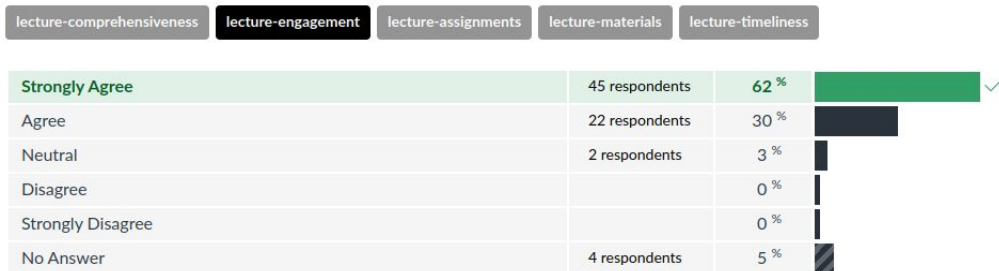 lecture-comprehensiveness lecture-engagement lecture-assignments lecture-materials lecture-timeliness
Strongly Agree 45 respondents 62 %
Agree 22 respondents 30 %
Neutral 2 respondents 3 %
Disagree 0 %
Strongly Disagree 0 %
No Answer 4 respondents 5 %